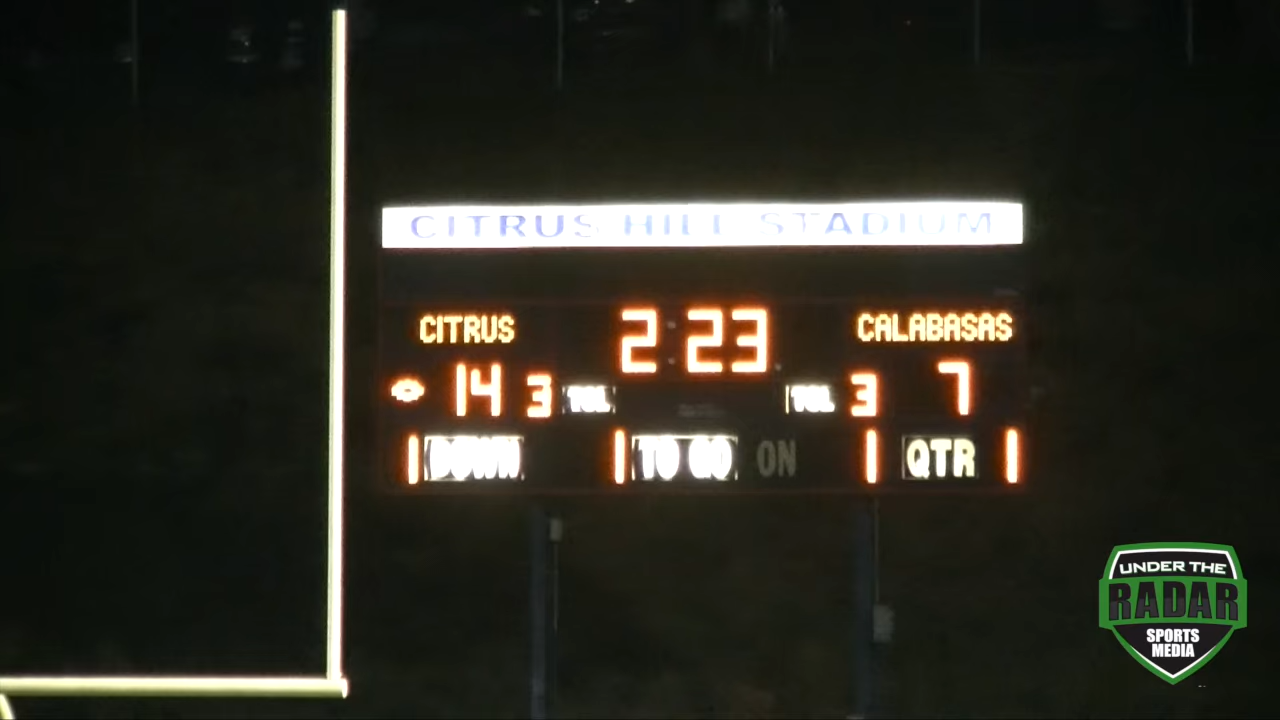 CITRUS HILL STADIUM
CITRUS 2:23 CALABASAS
14 3 TOL TOL 3 7
1 DOWN 1 TO GO ON 1 QTR 1
UNDER THE
RADAR
SPORTS
MEDIA